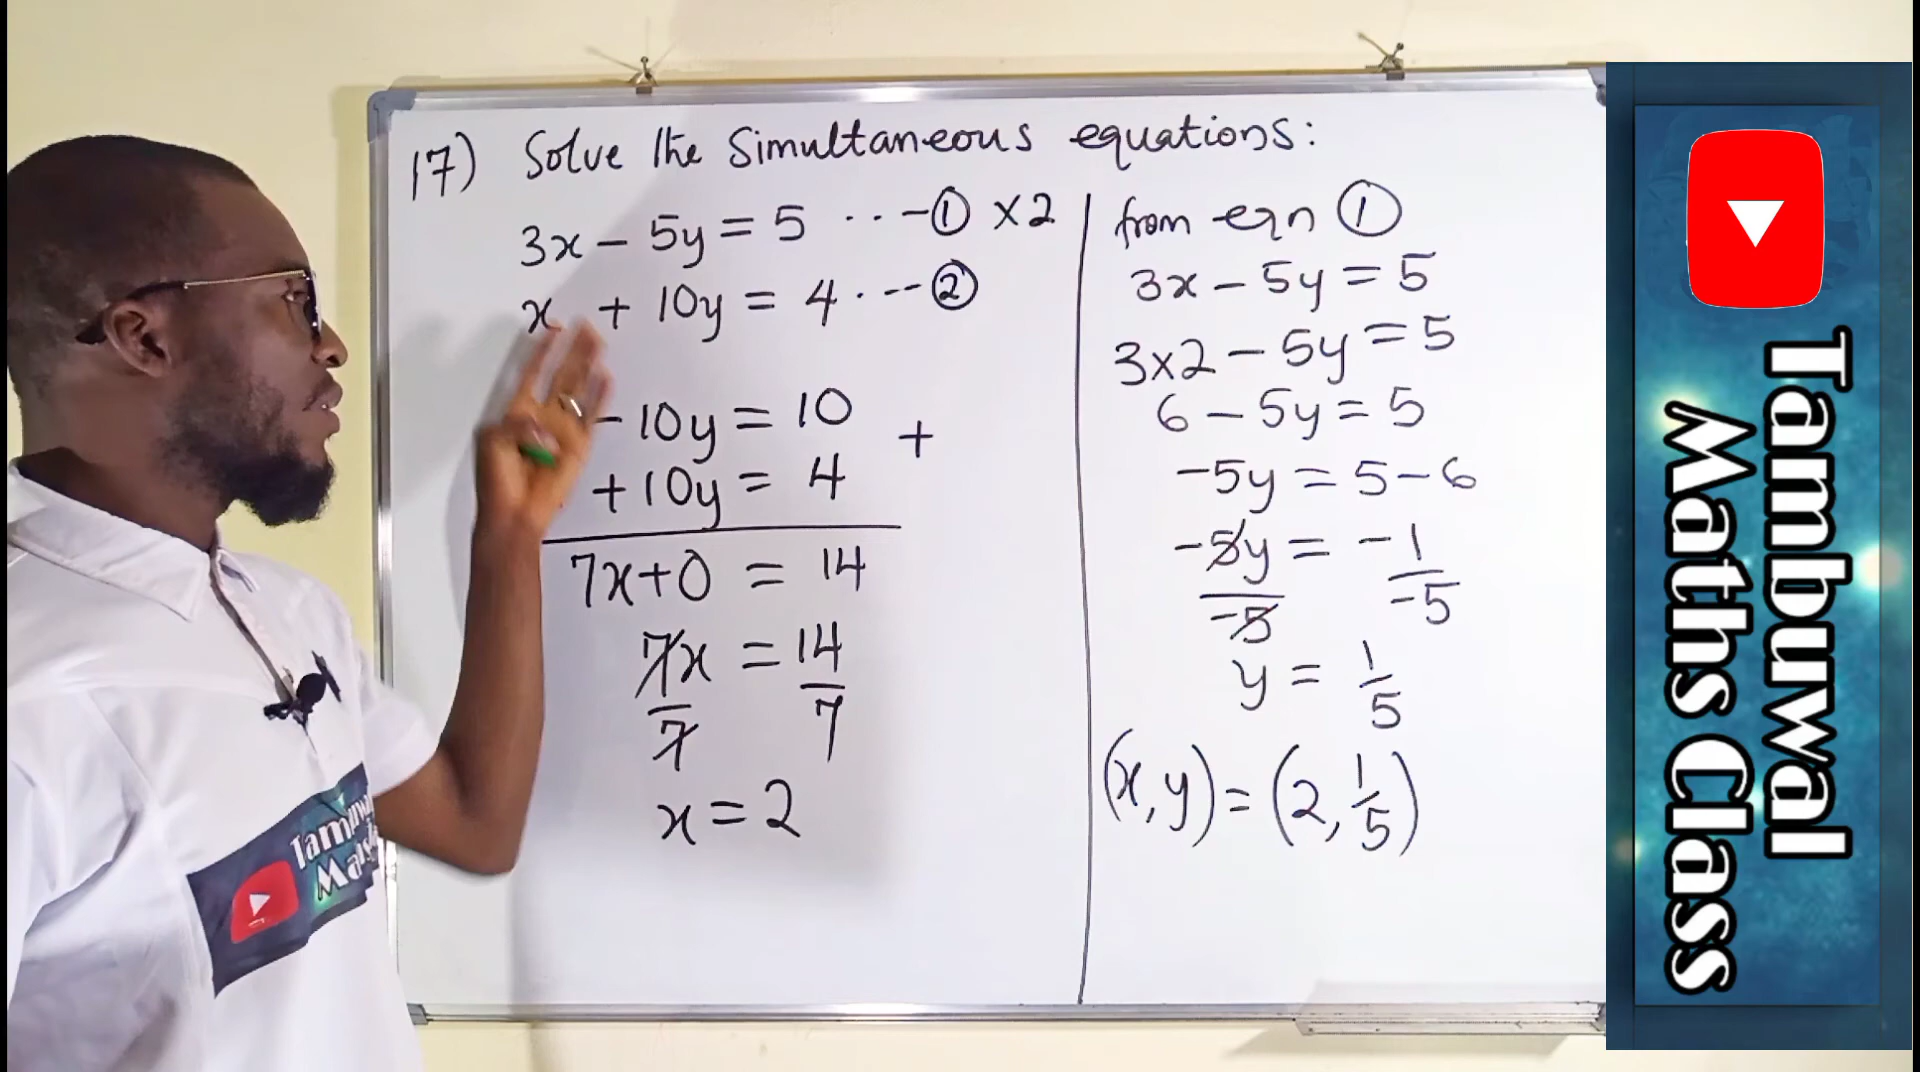 17) Solve the Simultaneous equations:
3x - 5y = 5 ..-① ×2
x + 10y = 4 .--②
- 10y = 10
+ 10y = 4 +
7x+0 = 14
7x/7 = 14/7
x = 2
from eqn ①
3x - 5y = 5
3×2 - 5y = 5
6 - 5y = 5
-5y = 5 - 6
-5y/-5 = -1/-5
y = 1/5
(x, y) = (2, 1/5)
Tambuwal
Maths Class